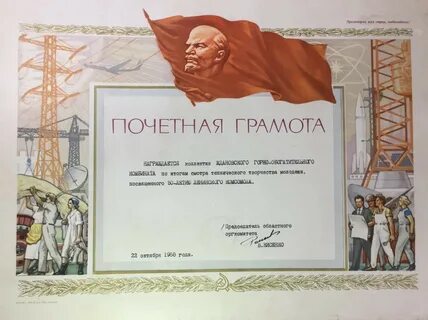 Пролетарии всех стран, соединяйтесь!
ПОЧЕТНАЯ ГРАМОТА
НАГРАЖДАЕТСЯ коллектив ЖДАНОВСКОГО ГОРНО-ОБОГАТИТЕЛЬНОГО
КОМБИНАТА по итогам смотра технического творчества молодежи,
посвященного 50-ЛЕТИЮ ЛЕНИНСКОГО КОМСОМОЛА.
/Председатель областного
оргкомитета
22 октября 1968 года.